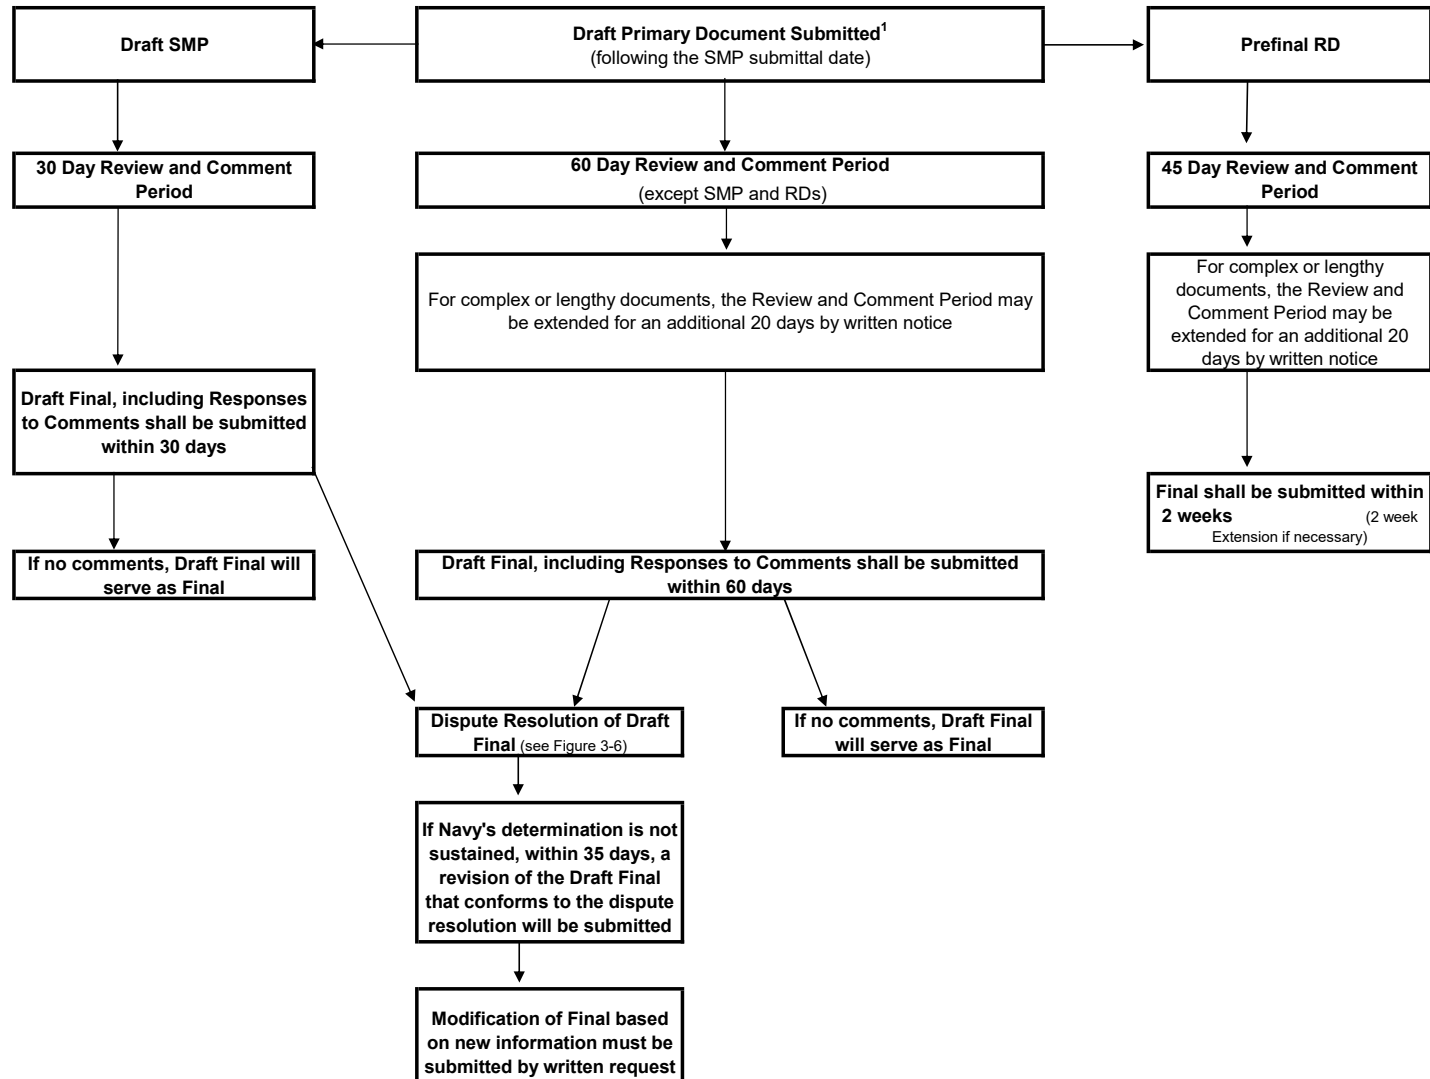 Draft SMP
Draft Primary Document Submitted1
(following the SMP submittal date)
Prefinal RD
30 Day Review and Comment
Period
60 Day Review and Comment Period
(except SMP and RDs)
45 Day Review and Comment
Period
For complex or lengthy documents, the Review and Comment Period may
be extended for an additional 20 days by written notice
For complex or lengthy
documents, the Review and
Comment Period may be
extended for an additional 20
days by written notice
Draft Final, including Responses
to Comments shall be submitted
within 30 days
Final shall be submitted within
2 weeks (2 week
Extension if necessary)
If no comments, Draft Final will
serve as Final
Draft Final, including Responses to Comments shall be submitted
within 60 days
Dispute Resolution of Draft
Final (see Figure 3-6)
If no comments, Draft Final
will serve as Final
If Navy's determination is not
sustained, within 35 days, a
revision of the Draft Final
that conforms to the dispute
resolution will be submitted
Modification of Final based
on new information must be
submitted by written request